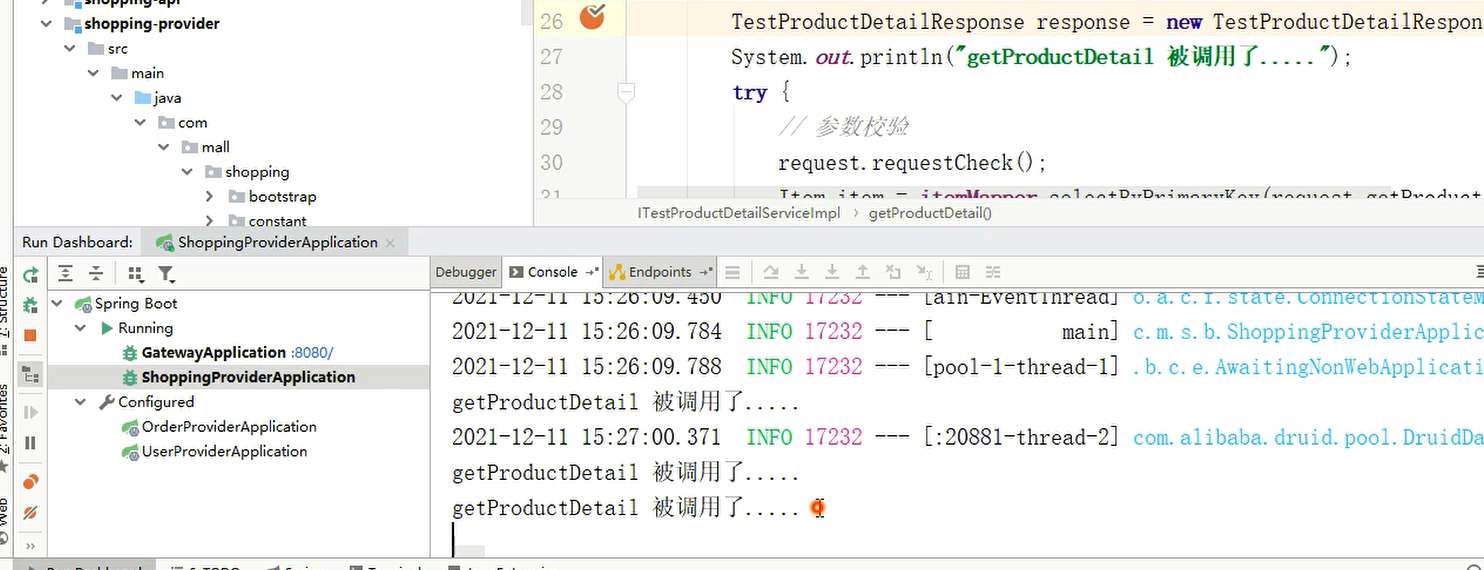 shopping-api
shopping-provider
src
main
java
com
mall
shopping
bootstrap
constant
26 TestProductDetailResponse response = new TestProductDetailRespon
27 System.out.println("getProductDetail 被调用了.....");
28 try {
29 // 参数校验
30 request.requestCheck();
31 Item item = itemMapper.selectByPrimaryKey(request.getProduct
ITestProductDetailServiceImpl > getProductDetail()
Run Dashboard: ShoppingProviderApplication
Debugger Console Endpoints
Spring Boot
Running
GatewayApplication :8080/
ShoppingProviderApplication
Configured
OrderProviderApplication
UserProviderApplication
2021-12-11 15:26:09.450 INFO 17232 --- [ain-EventThread] o.a.c.f.state.ConnectionStateM
2021-12-11 15:26:09.784 INFO 17232 --- [ main] c.m.s.b.ShoppingProviderApplic
2021-12-11 15:26:09.788 INFO 17232 --- [pool-1-thread-1] .b.c.e.AwaitingNonWebApplicati
getProductDetail 被调用了.....
2021-12-11 15:27:00.371 INFO 17232 --- [:20881-thread-2] com.alibaba.druid.pool.DruidDa
getProductDetail 被调用了.....
getProductDetail 被调用了.....
Structure
2: Favorites
Web